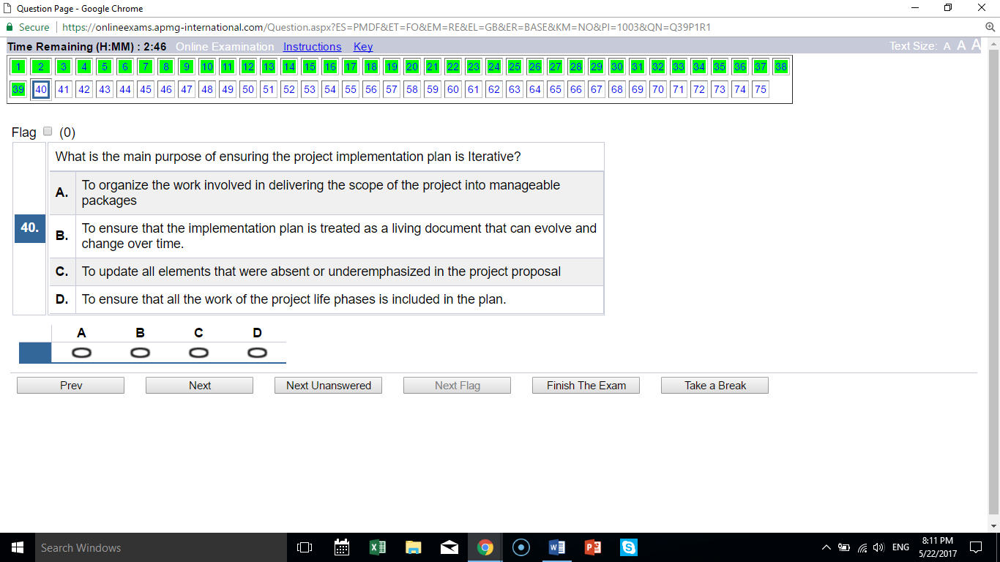 Question Page - Google Chrome
Secure https://onlineexams.apmg-international.com/Question.aspx?ES=PMDF&ET=FO&EM=RE&EL=GB&ER=BASE&KM=NO&PI=1003&QN=Q39P1R1
Time Remaining (H:MM) : 2:46 Online Examination Instructions Key Text Size: A A A
1 2 3 4 5 6 7 8 9 10 11 12 13 14 15 16 17 18 19 20 21 22 23 24 25 26 27 28 29 30 31 32 33 34 35 36 37 38
39 40 41 42 43 44 45 46 47 48 49 50 51 52 53 54 55 56 57 58 59 60 61 62 63 64 65 66 67 68 69 70 71 72 73 74 75
Flag (0)
What is the main purpose of ensuring the project implementation plan is Iterative?
A. To organize the work involved in delivering the scope of the project into manageable
packages
40.
B. To ensure that the implementation plan is treated as a living document that can evolve and
change over time.
C. To update all elements that were absent or underemphasized in the project proposal
D. To ensure that all the work of the project life phases is included in the plan.
A B C D
Prev Next Next Unanswered Next Flag Finish The Exam Take a Break
Search Windows
ENG
8:11 PM
5/22/2017